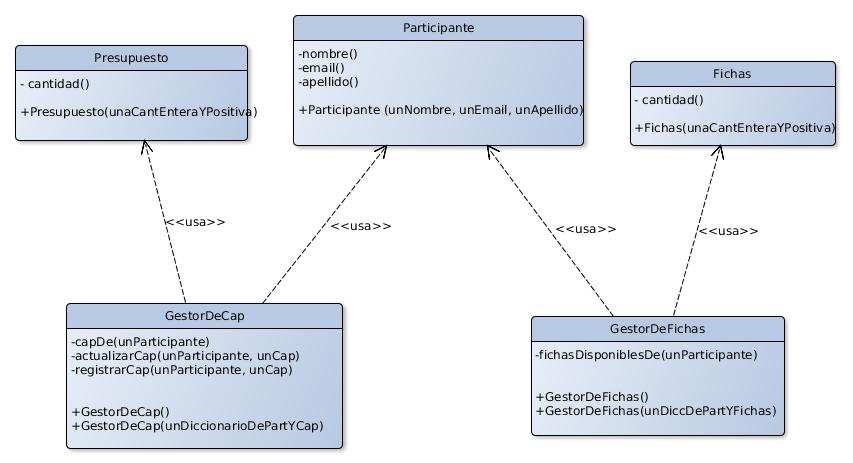 Presupuesto
- cantidad()
+Presupuesto(unaCantEnteraYPositiva)
Participante
-nombre()
-email()
-apellido()
+Participante (unNombre, unEmail, unApellido)
Fichas
- cantidad()
+Fichas(unaCantEnteraYPositiva)
<<usa>>
<<usa>>
<<usa>>
<<usa>>
GestorDeCap
-capDe(unParticipante)
-actualizarCap(unParticipante, unCap)
-registrarCap(unParticipante, unCap)
+GestorDeCap()
+GestorDeCap(unDiccionarioDePartYCap)
GestorDeFichas
-fichasDisponiblesDe(unParticipante)
+GestorDeFichas()
+GestorDeFichas(unDiccDePartYFichas)